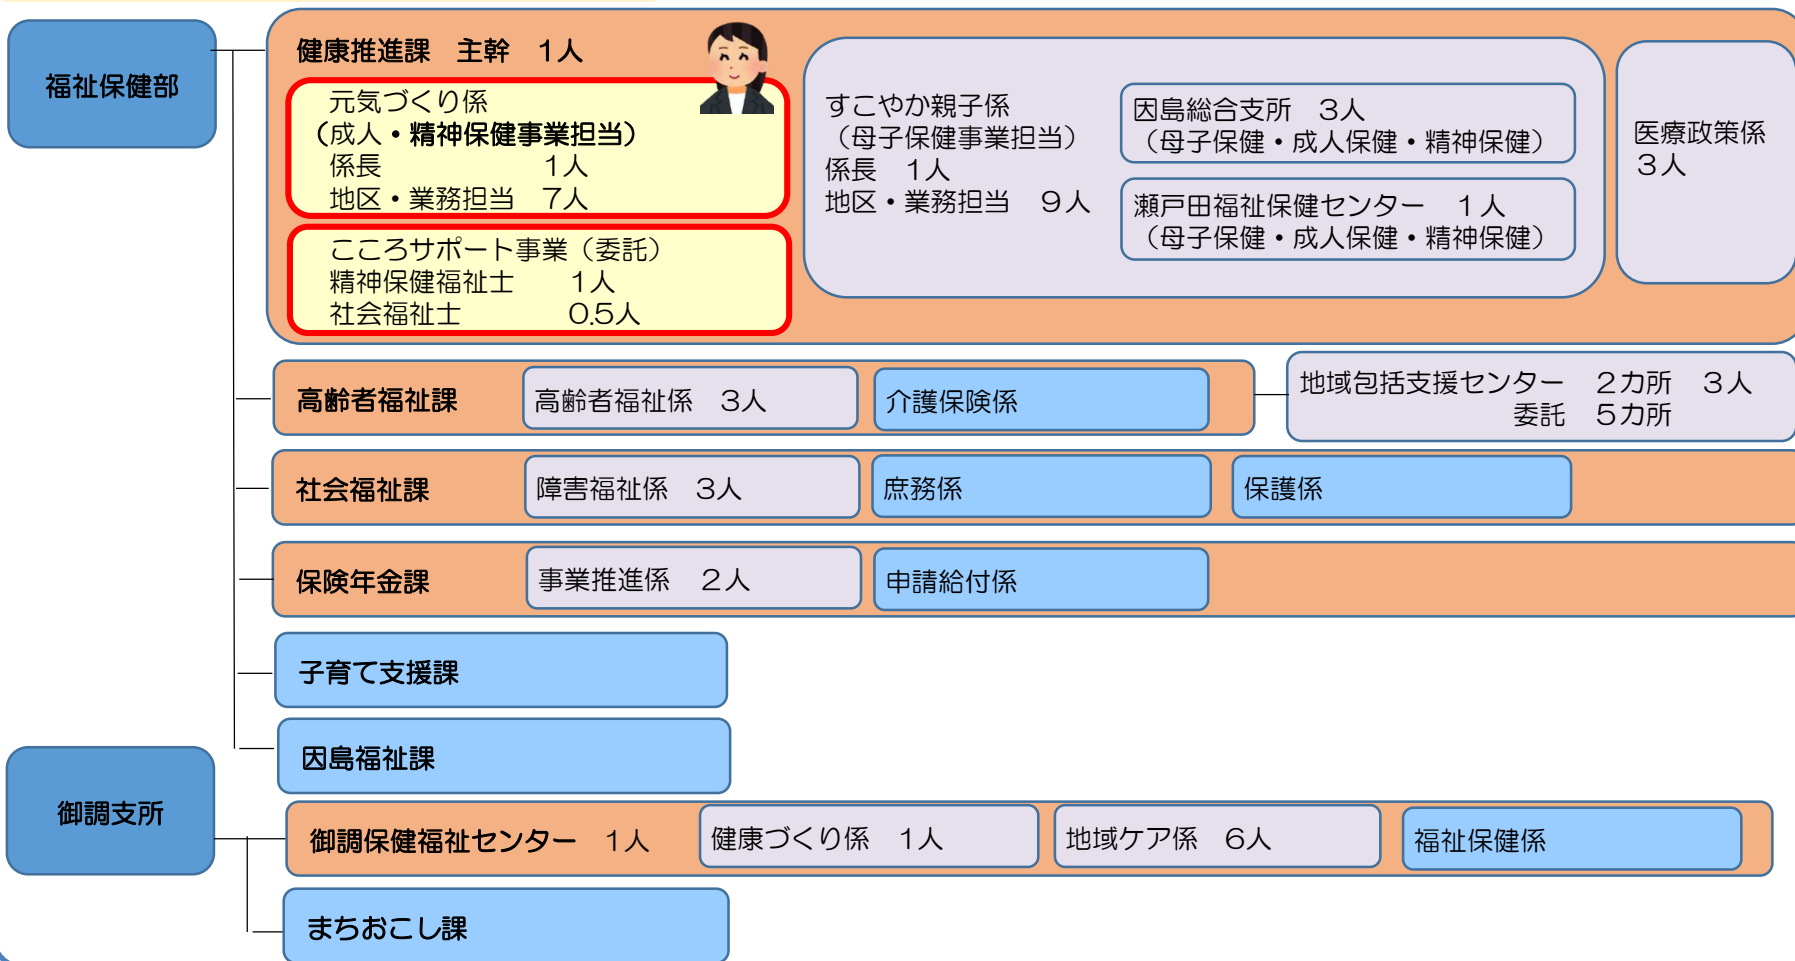 福祉保健部
健康推進課　主幹　1人
元気づくり係
（成人・精神保健事業担当）
係長　1人
地区・業務担当　7人
こころサポート事業（委託）
精神保健福祉士　1人
社会福祉士　0.5人
すこやか親子係
（母子保健事業担当）
係長　1人
地区・業務担当　９人
因島総合支所　3人
（母子保健・成人保健・精神保健）
瀬戸田福祉保健センター　１人
（母子保健・成人保健・精神保健）
医療政策係
３人
高齢者福祉課
高齢者福祉係　3人
介護保険係
地域包括支援センター　２カ所　３人
委託　５カ所
社会福祉課
障害福祉係　3人
庶務係
保護係
保険年金課
事業推進係　２人
申請給付係
子育て支援課
因島福祉課
御調支所
御調保健福祉センター　1人
健康づくり係　1人
地域ケア係　6人
福祉保健係
まちおこし課